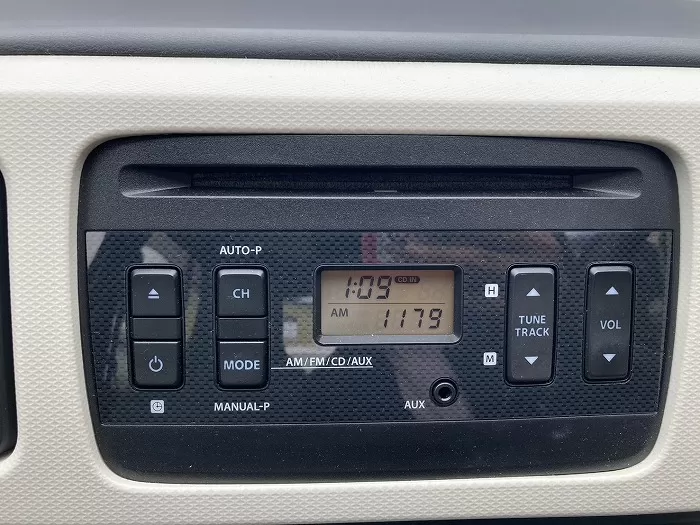 AUTO-P
CH
1:09 CD IN
H
AM 1179
TUNE
TRACK
VOL
MODE
AM/FM/CD/AUX
M
MANUAL-P
AUX